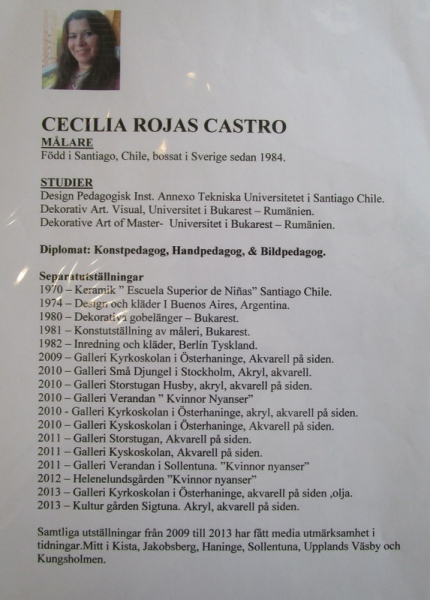 CECILIA ROJAS CASTRO
MÅLARE
Född i Santiago, Chile, bossat i Sverige sedan 1984.
STUDIER
Design Pedagogisk Inst. Annexo Tekniska Universitetet i Santiago Chile.
Dekorativ Art. Visual, Universitet i Bukarest – Rumänien.
Dekorative Art of Master- Universitet i Bukarest – Rumänien.
Diplomat: Konstpedagog, Handpedagog, & Bildpedagog.
Separatutställningar
1970 – Keramik ” Escuela Superior de Niñas” Santiago Chile.
1974 – Design och kläder I Buenos Aires, Argentina.
1980 – Dekorativa gobelänger – Bukarest.
1981 – Konstutställning av måleri, Bukarest.
1982 – Inredning och kläder, Berlín Tyskland.
2009 – Galleri Kyrkoskolan i Österhaninge, Akvarell på siden.
2010 – Galleri Små Djungel i Stockholm, Akryl, akvarell.
2010 – Galleri Storstugan Husby, akryl, akvarell på siden.
2010 – Galleri Verandan ” Kvinnor Nyanser”
2010 - Galleri Kyrkoskolan i Österhaninge, akryl, akvarell på siden.
2010 – Galleri Kyskoskolan i Österhaninge, Akvarell på siden.
2011 – Galleri Storstugan, Akvarell på siden.
2011 – Galleri Kyskoskolan, Akvarell på siden.
2011 – Galleri Verandan i Sollentuna. ”Kvinnor nyanser”
2012 – Helenelundsgården ”Kvinnor nyanser”
2013 – Galleri Kyrkoskolan i Österhaninge, akvarell på siden ,olja.
2013 – Kultur gården Sigtuna. Akryl, akvarell på siden.
Samtliga utställningar från 2009 till 2013 har fått media utmärksamhet i
tidningar.Mitt i Kista, Jakobsberg, Haninge, Sollentuna, Upplands Väsby och
Kungsholmen.